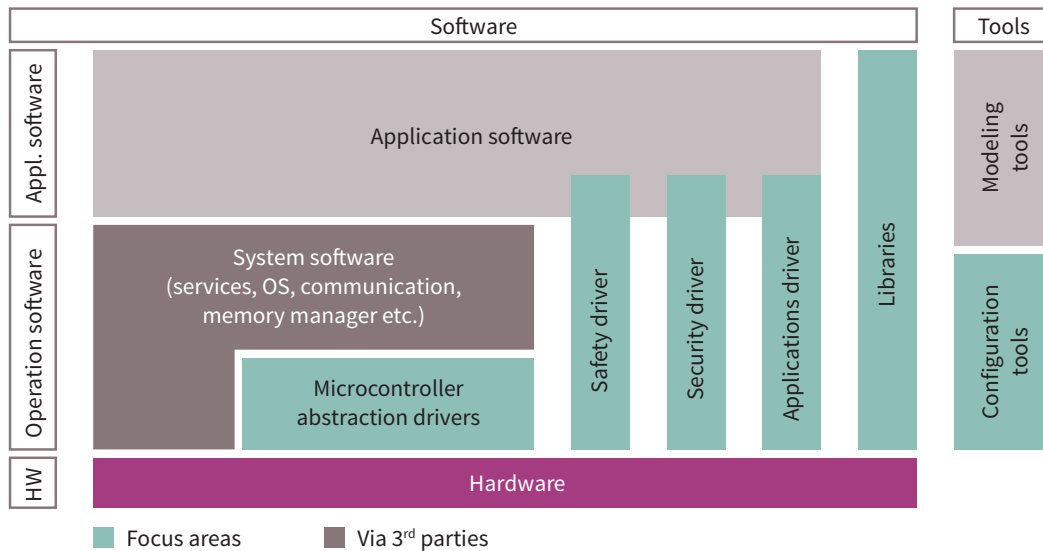 Software
Tools
Appl. software
Application software
Modeling
tools
Operation software
System software
(services, OS, communication,
memory manager etc.)
Microcontroller
abstraction drivers
Safety driver
Security driver
Applications driver
Libraries
Configuration
tools
HW
Hardware
Focus areas
Via 3rd parties